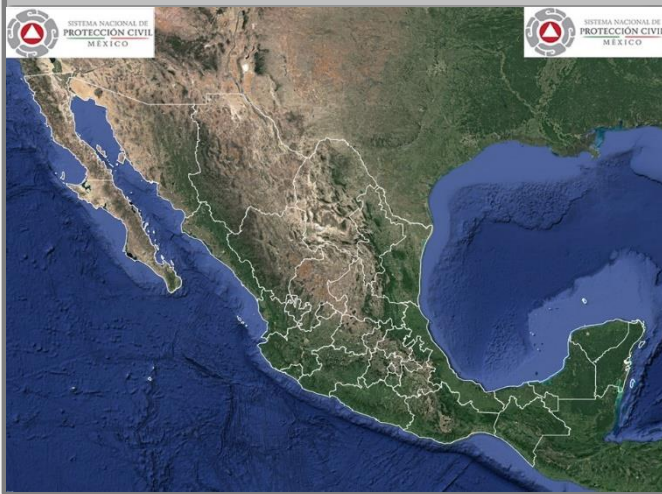 SISTEMA NACIONAL DE
PROTECCIÓN CIVIL
MÉXICO
SISTEMA NACIONAL DE
PROTECCIÓN CIVIL
MÉXICO